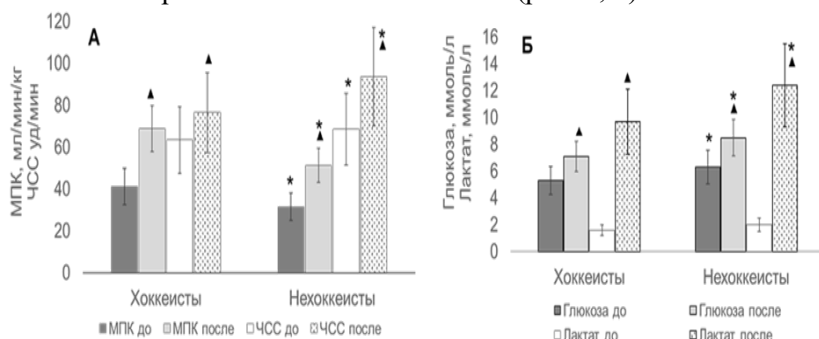 120
100
80
60
40
20
0
А
МПК, мл/мин/кг
ЧСС уд/мин
Хоккеисты
Нехоккеисты
МПК до МПК после ЧСС до ЧСС после
16
14
12
10
8
6
4
2
0
Б
Глюкоза, ммоль/л
Лактат, ммоль/л
Хоккеисты
Нехоккеисты
Глюкоза до Глюкоза после
Лактат до Лактат после